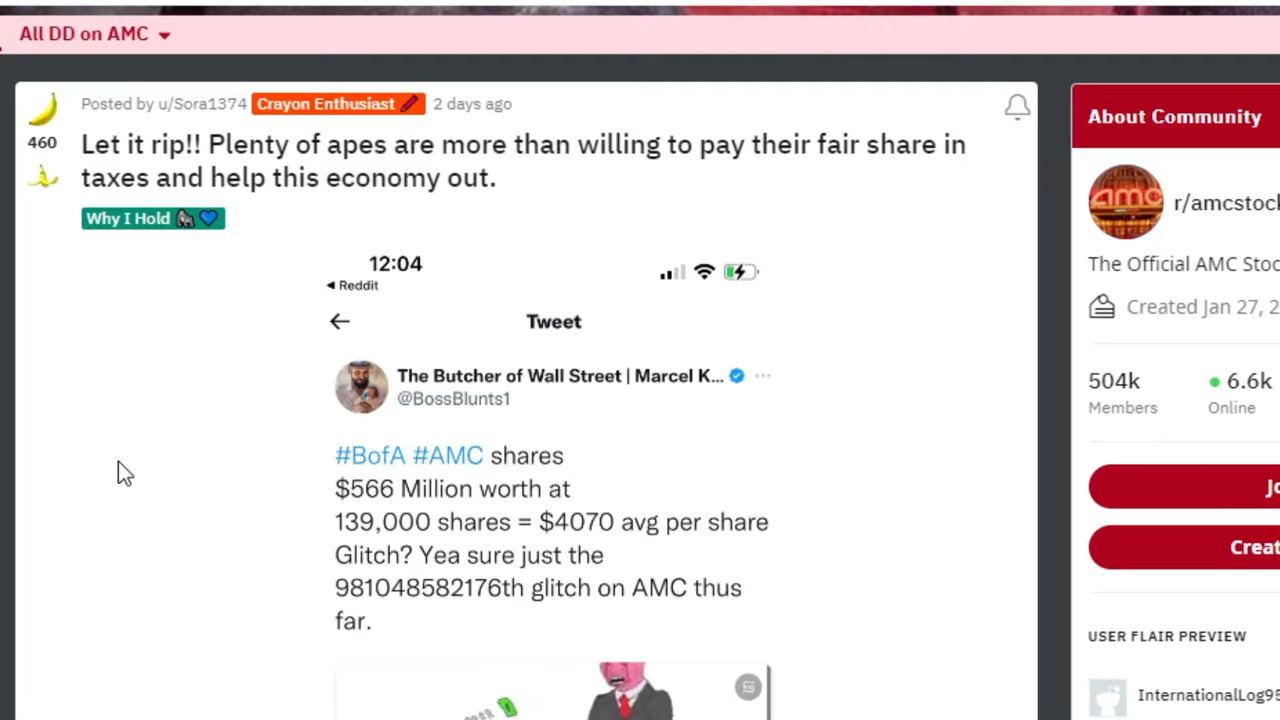 All DD on AMC
Posted by u/Sora1374 Crayon Enthusiast 2 days ago
460
Let it rip!! Plenty of apes are more than willing to pay their fair share in
taxes and help this economy out.
Why I Hold
12:04
Reddit
Tweet
The Butcher of Wall Street | Marcel K...
@BossBlunts1
#BofA #AMC shares
$566 Million worth at
139,000 shares = $4070 avg per share
Glitch? Yea sure just the
981048582176th glitch on AMC thus
far.
About Community
amc
r/amcstock
The Official AMC Stoc
Created Jan 27, 2
504k
6.6k
Members
Online
Jo
Creat
USER FLAIR PREVIEW
InternationalLog95